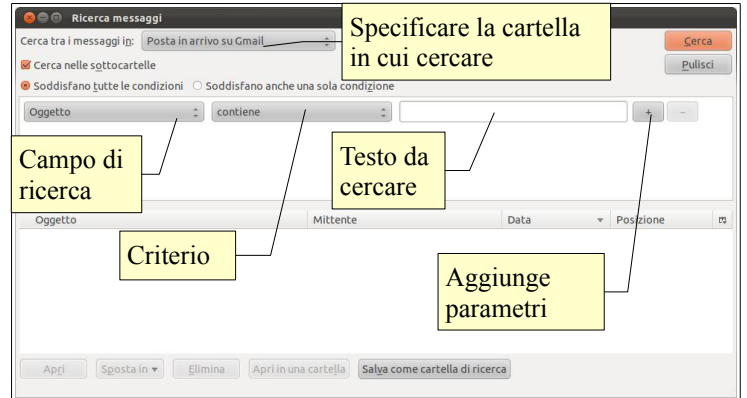 Ricerca messaggi
Specificare la cartella
in cui cercare
Cerca tra i messaggi in: Posta in arrivo su Gmail
Cerca
Cerca nelle sottocartelle
Pulisci
Soddisfano tutte le condizioni Soddisfano anche una sola condizione
Oggetto contiene + -
Campo di
ricerca
Testo da
cercare
Oggetto Mittente Data Posizione
Criterio
Aggiunge
parametri
Apri Sposta in Elimina Apri in una cartella Salva come cartella di ricerca